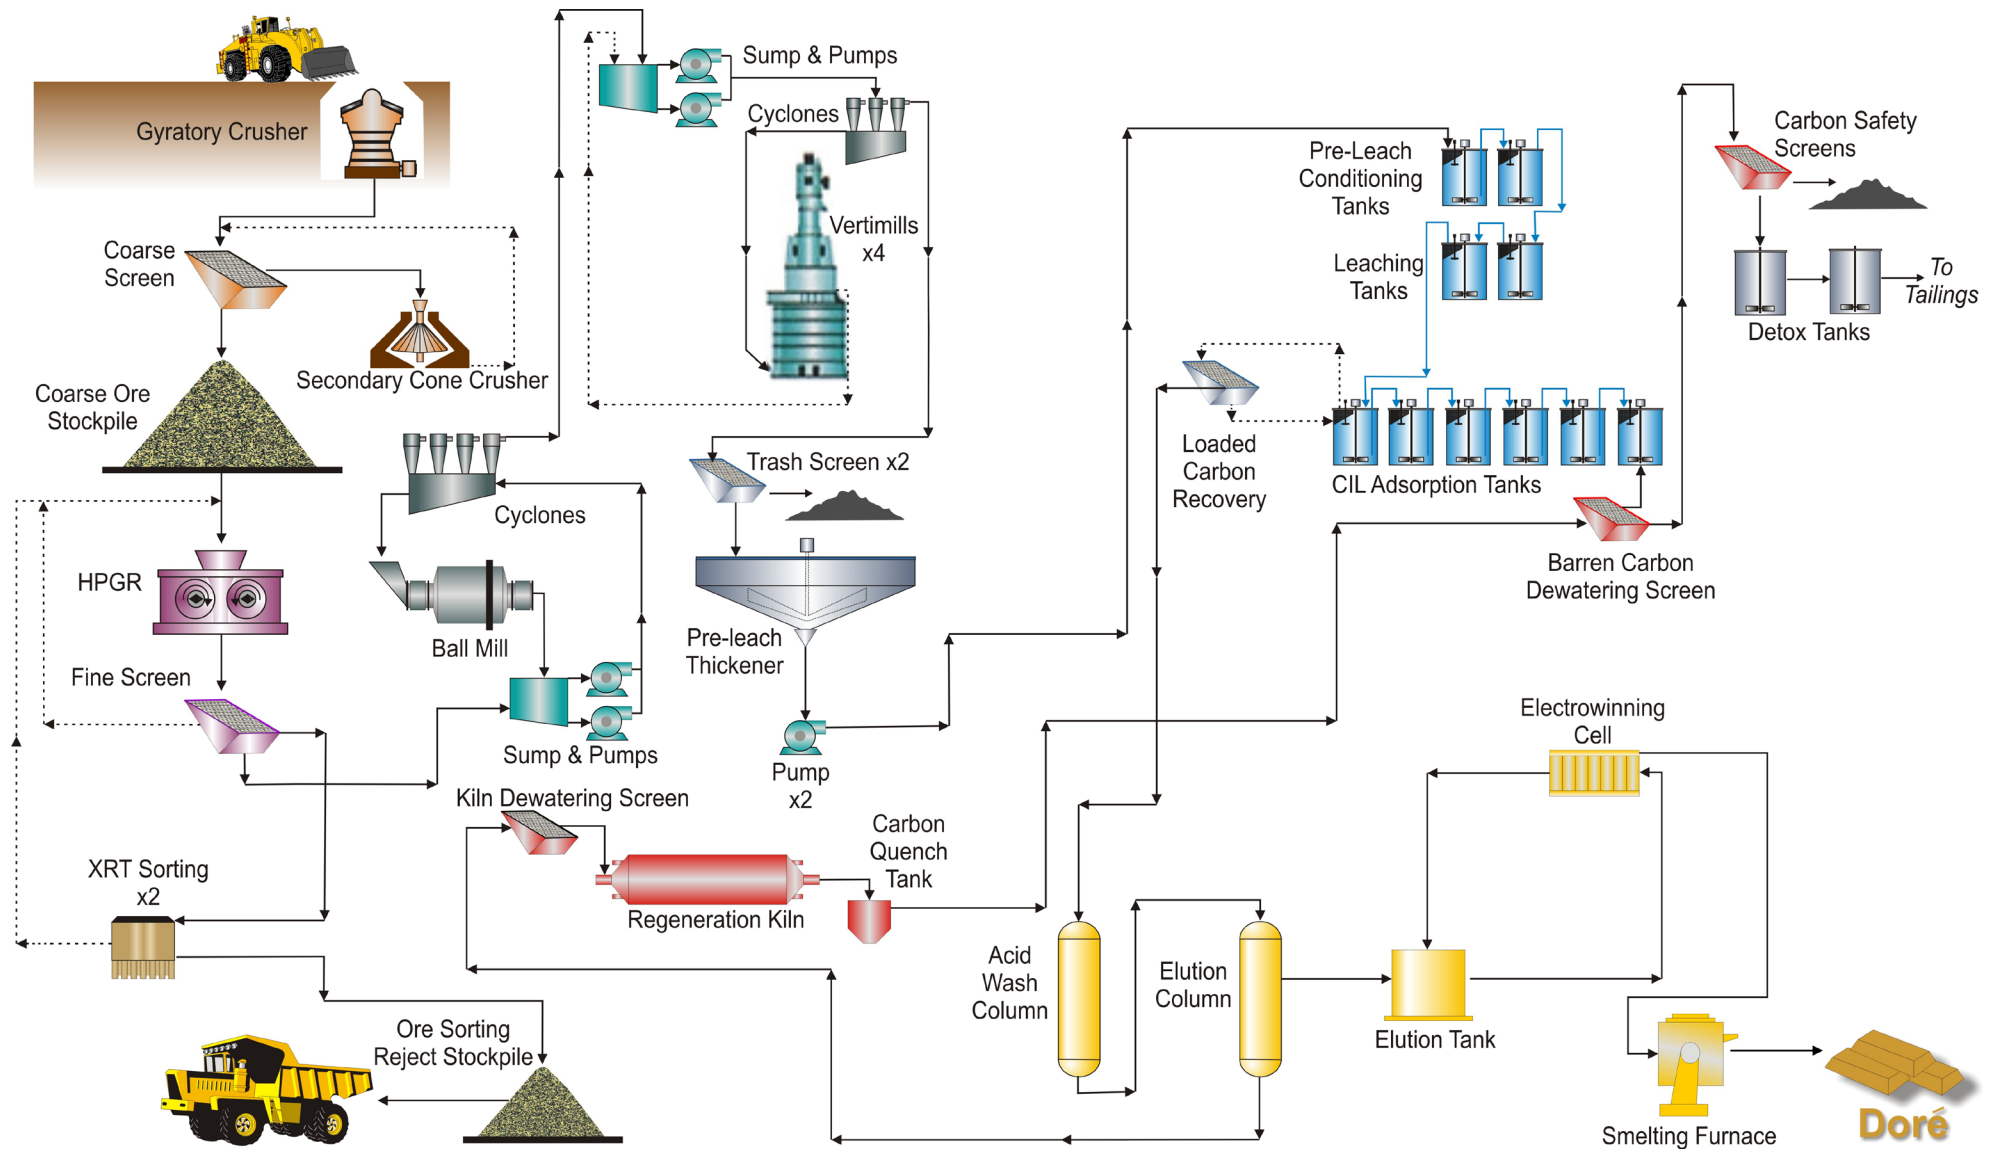 Gyratory Crusher
Coarse
Screen
Secondary Cone Crusher
Coarse Ore
Stockpile
HPGR
Fine Screen
XRT Sorting
x2
Ore Sorting
Reject Stockpile
Sump & Pumps
Cyclones
Vertimills
x4
Cyclones
Ball Mill
Sump & Pumps
Trash Screen x2
Pre-leach
Thickener
Pump
x2
Kiln Dewatering Screen
Regeneration Kiln
Carbon
Quench
Tank
Pre-Leach
Conditioning
Tanks
Leaching
Tanks
Loaded
Carbon
Recovery
CIL Adsorption Tanks
Barren Carbon
Dewatering Screen
Carbon Safety
Screens
Detox Tanks
To
Tailings
Acid
Wash
Column
Elution
Column
Elution Tank
Electrowinning
Cell
Smelting Furnace
Doré